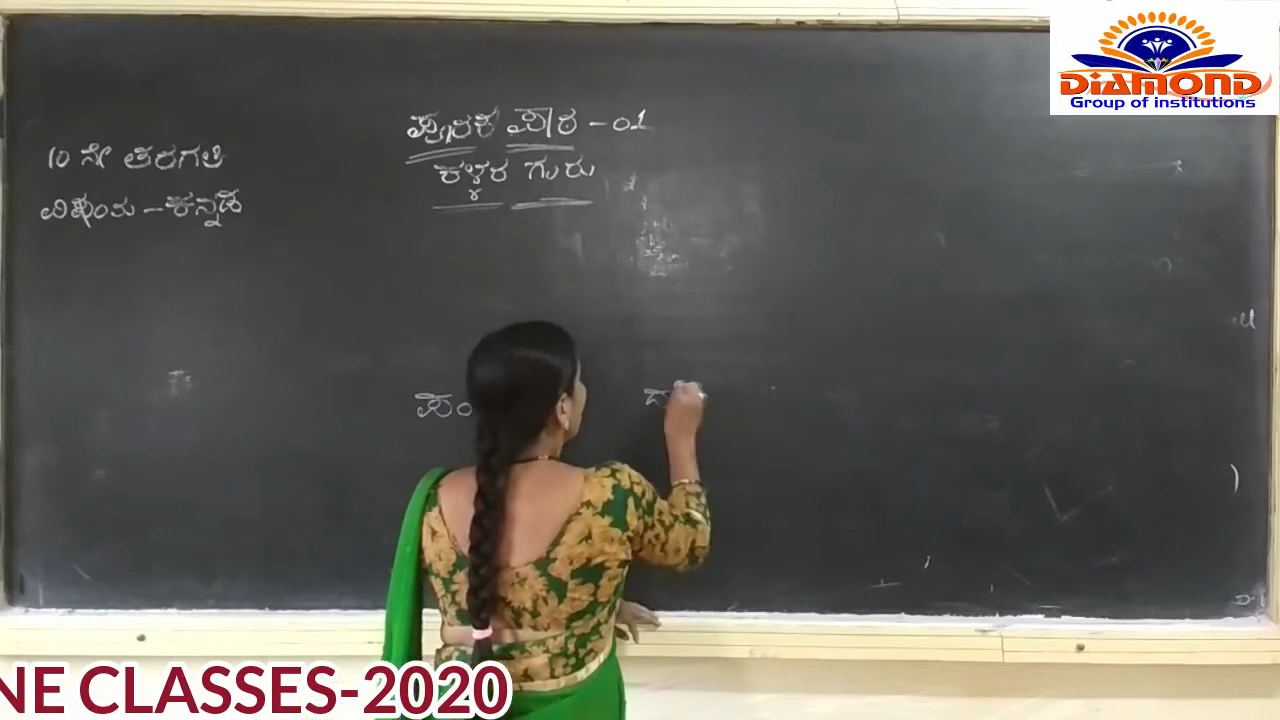 DIAMOND
Group of institutions
ಪೂರಕ ಪಾಠ - 01
ಕಳ್ಳರ ಗುರು
10 ನೇ ತರಗತಿ
ವಿಷಯ - ಕನ್ನಡ
NE CLASSES-2020